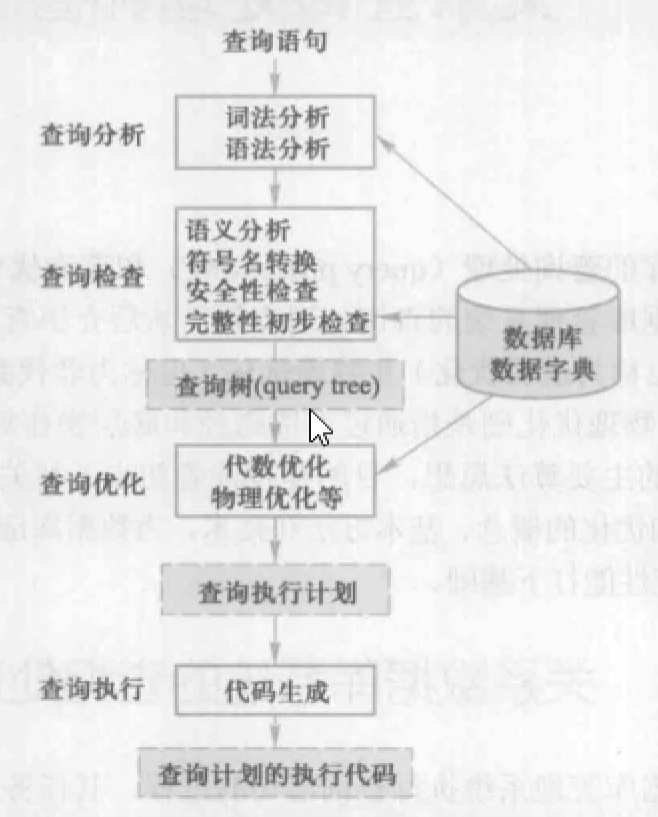 查询语句
查询分析
词法分析
语法分析
查询检查
语义分析
符号名转换
安全性检查
完整性初步检查
数据库
数据字典
查询树(query tree)
查询优化
代数优化
物理优化等
查询执行计划
查询执行
代码生成
查询计划的执行代码